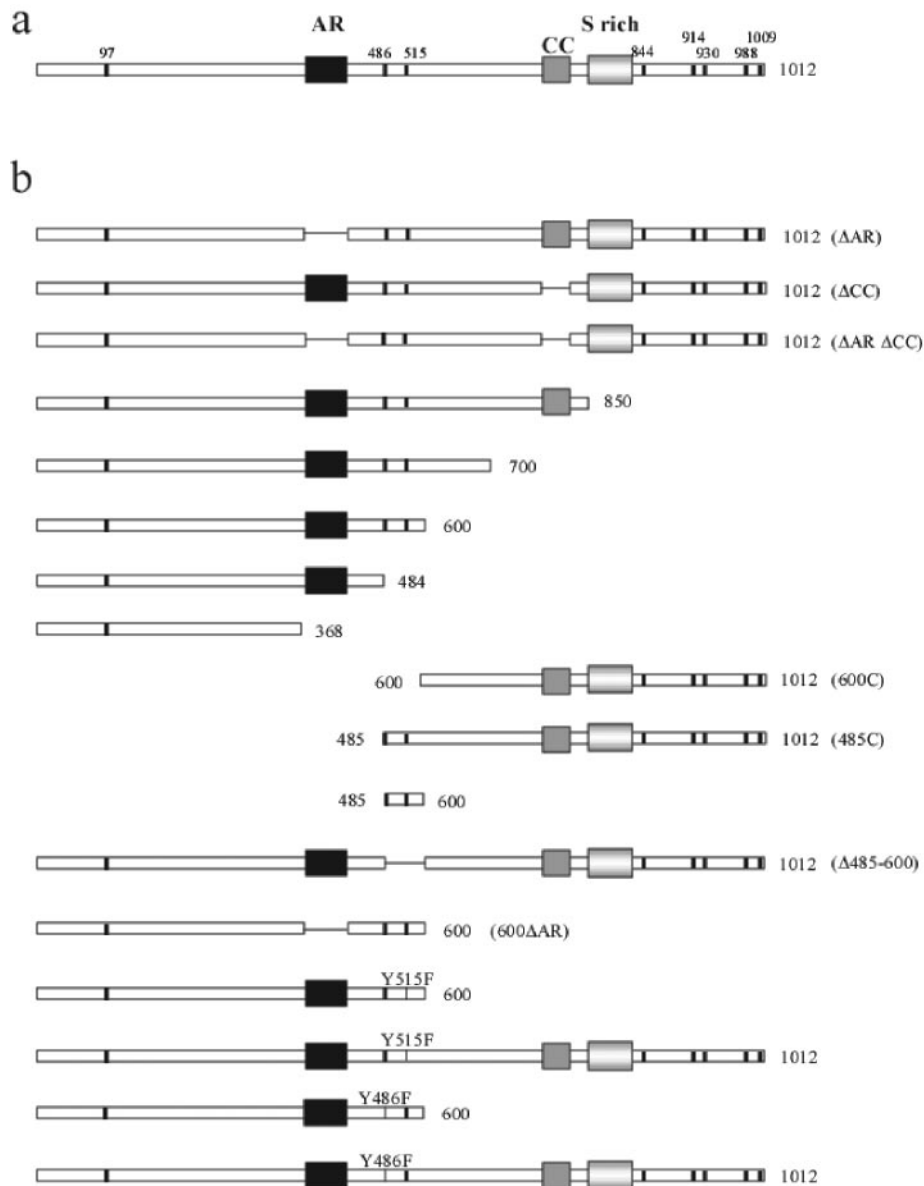 a
AR
S rich
CC
97
486
515
844
914
930
988
1009
1012
b
1012 (ΔAR)
1012 (ΔCC)
1012 (ΔAR ΔCC)
850
700
600
484
368
600 1012 (600C)
485 1012 (485C)
485 600
1012 (Δ485-600)
600 (600ΔAR)
Y515F
600
Y515F
1012
Y486F
600
Y486F
1012